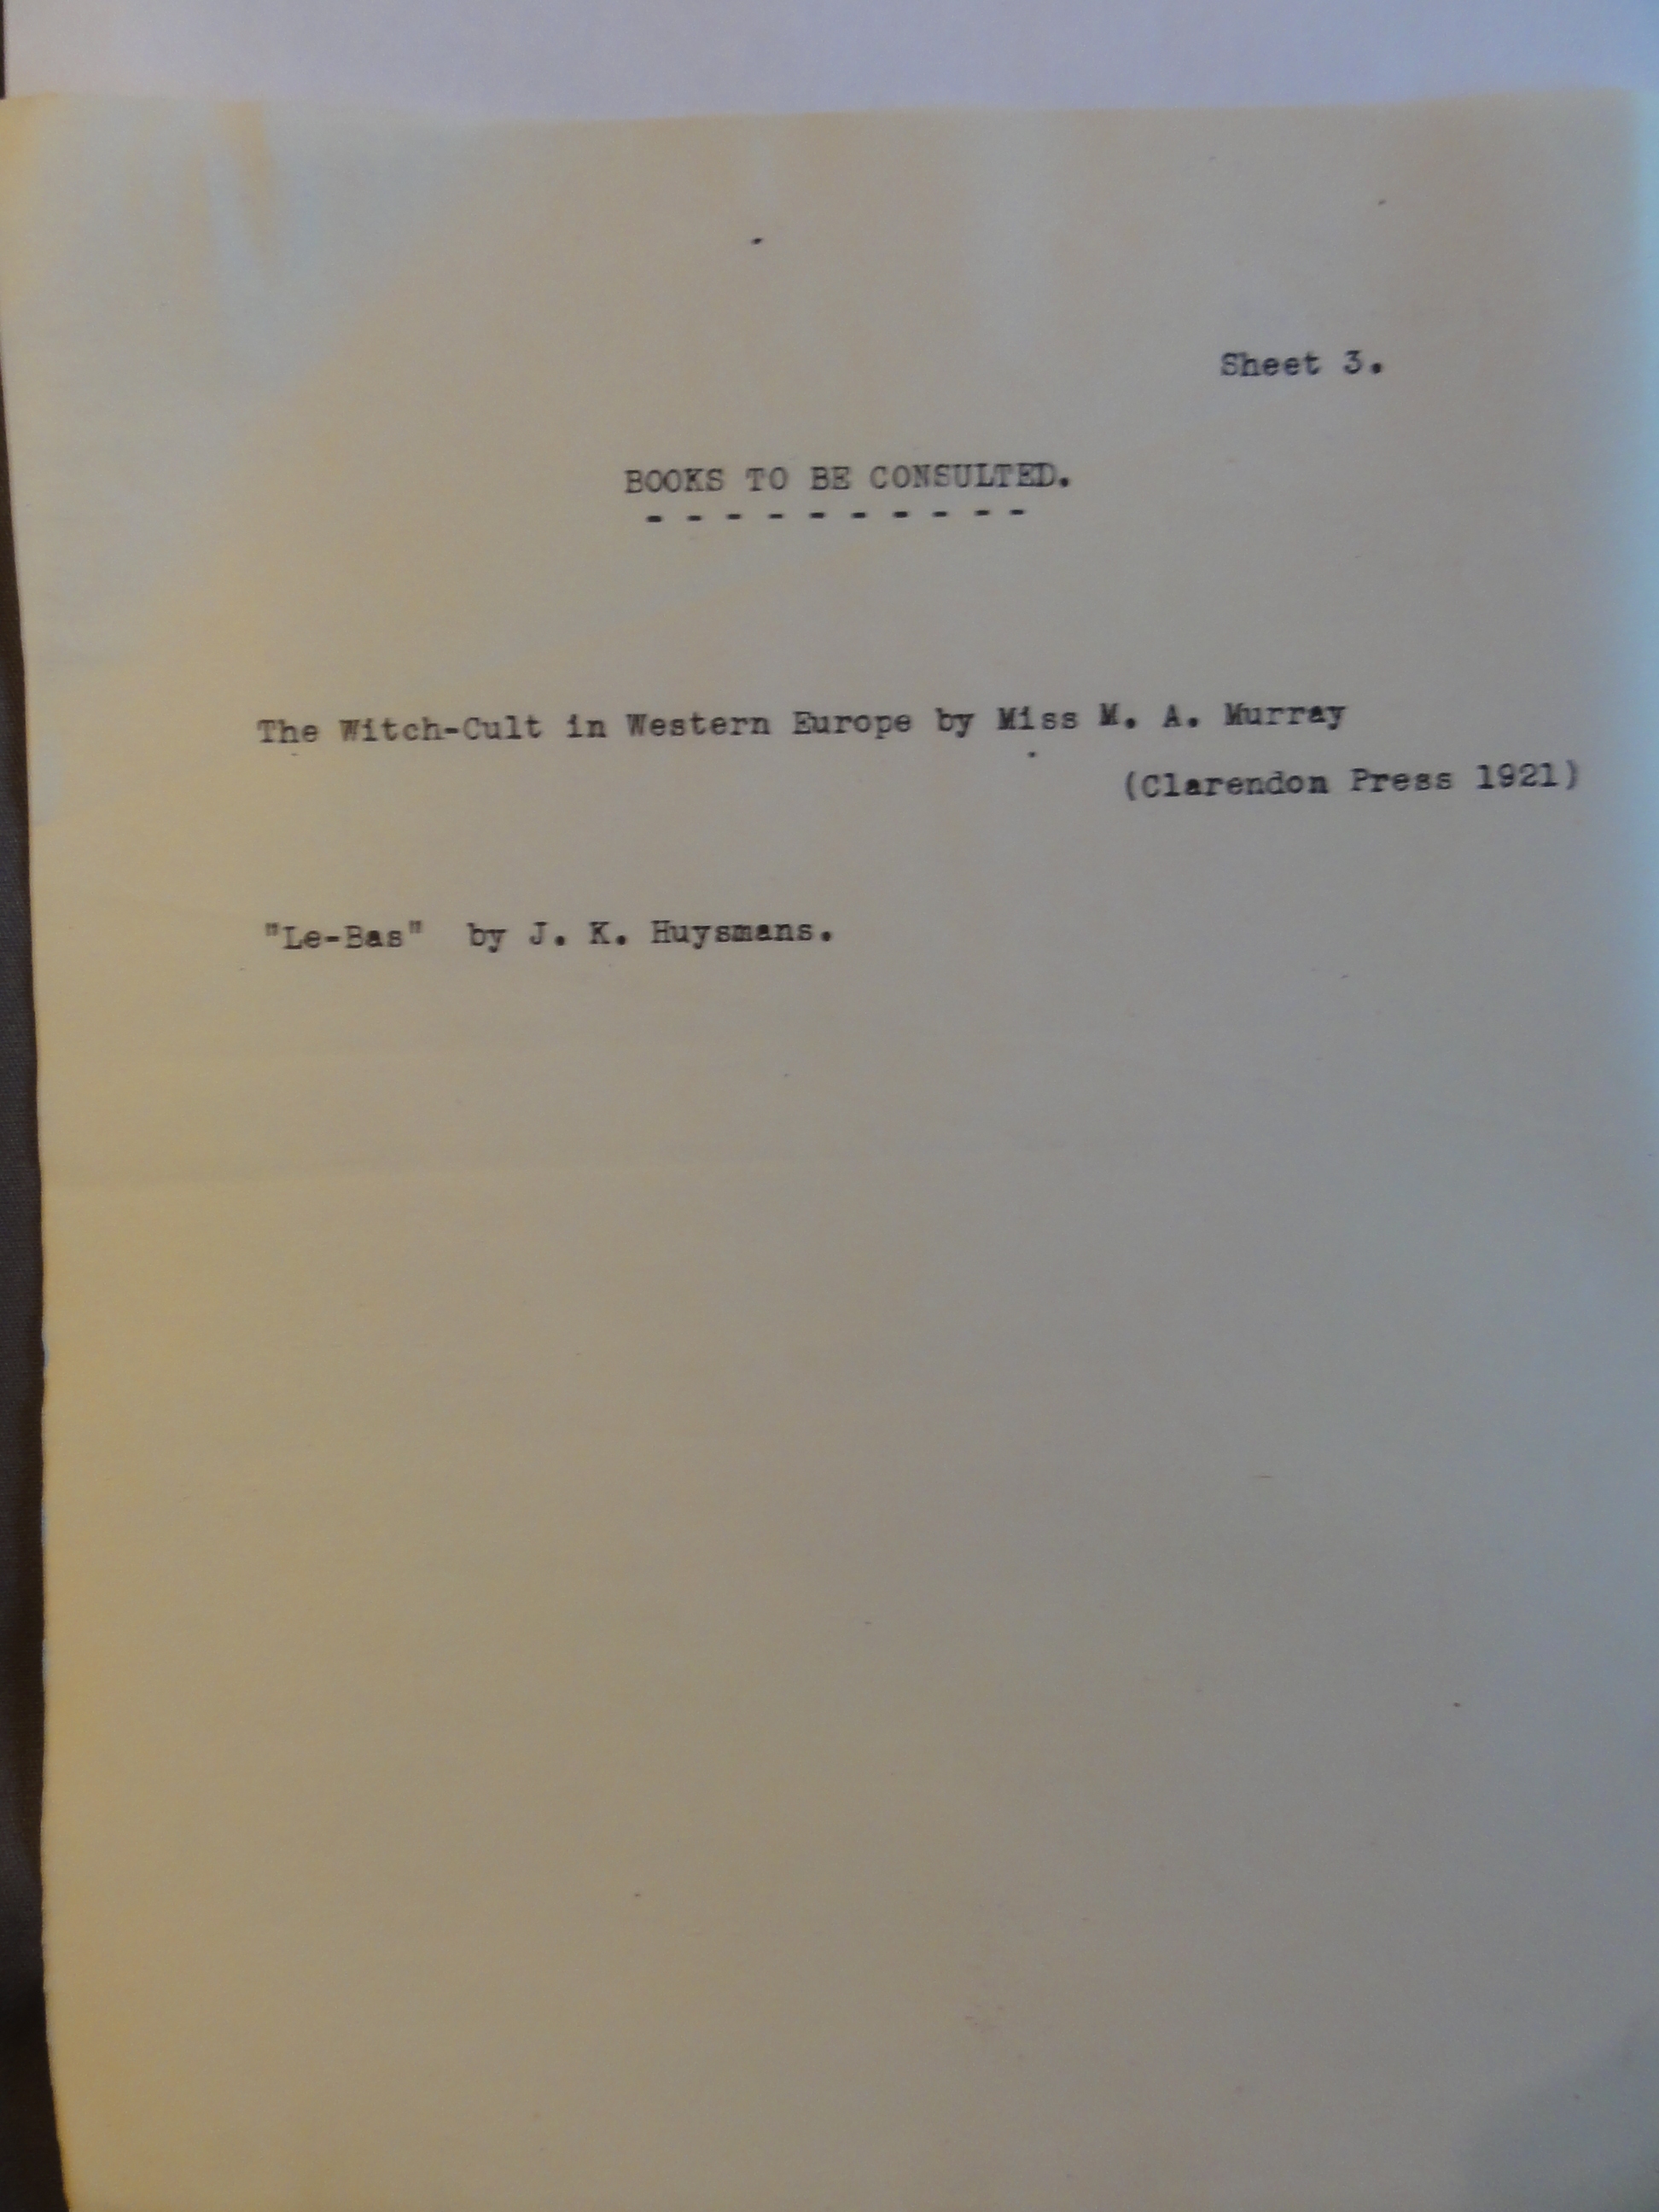 Sheet 3.
BOOKS TO BE CONSULTED.
- - - - - - - - - -
The Witch-Cult in Western Europe by Miss M. A. Murray
(Clarendon Press 1921)
"Le-Bas" by J. K. Huysmans.